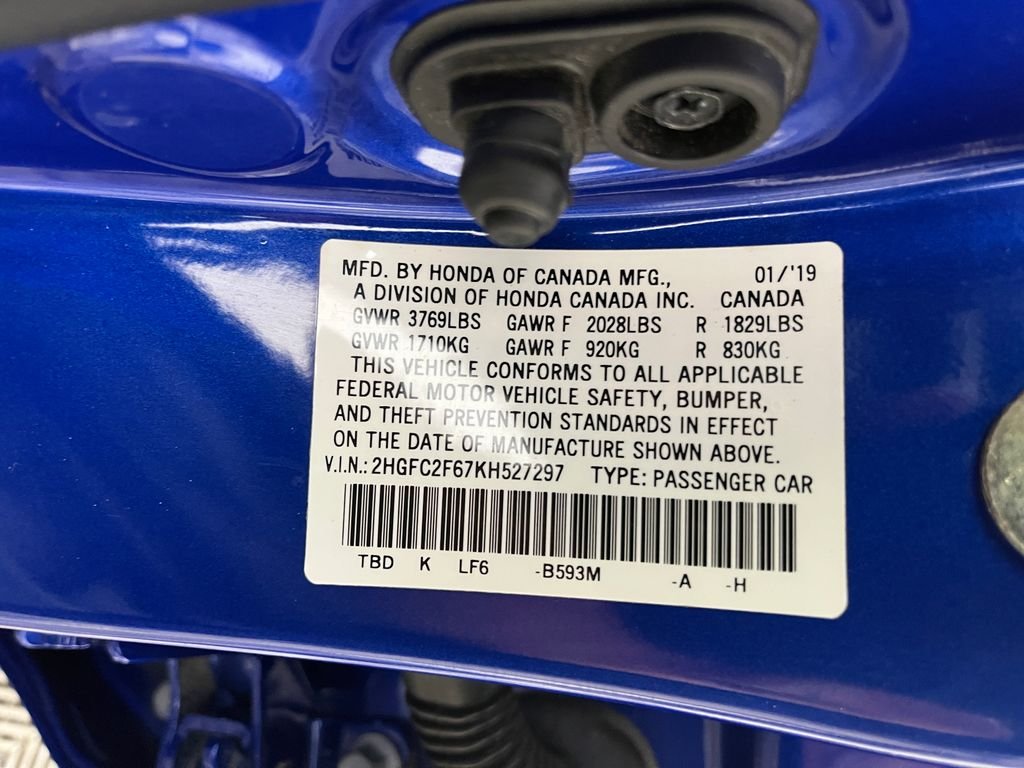 MFD. BY HONDA OF CANADA MFG., 01/'19
A DIVISION OF HONDA CANADA INC. CANADA
GVWR 3769LBS GAWR F 2028LBS R 1829LBS
GVWR 1710KG GAWR F 920KG R 830KG
THIS VEHICLE CONFORMS TO ALL APPLICABLE
FEDERAL MOTOR VEHICLE SAFETY, BUMPER,
AND THEFT PREVENTION STANDARDS IN EFFECT
ON THE DATE OF MANUFACTURE SHOWN ABOVE.
V.I.N.: 2HGFC2F67KH527297 TYPE: PASSENGER CAR
TBD K LF6 -B593M -A -H